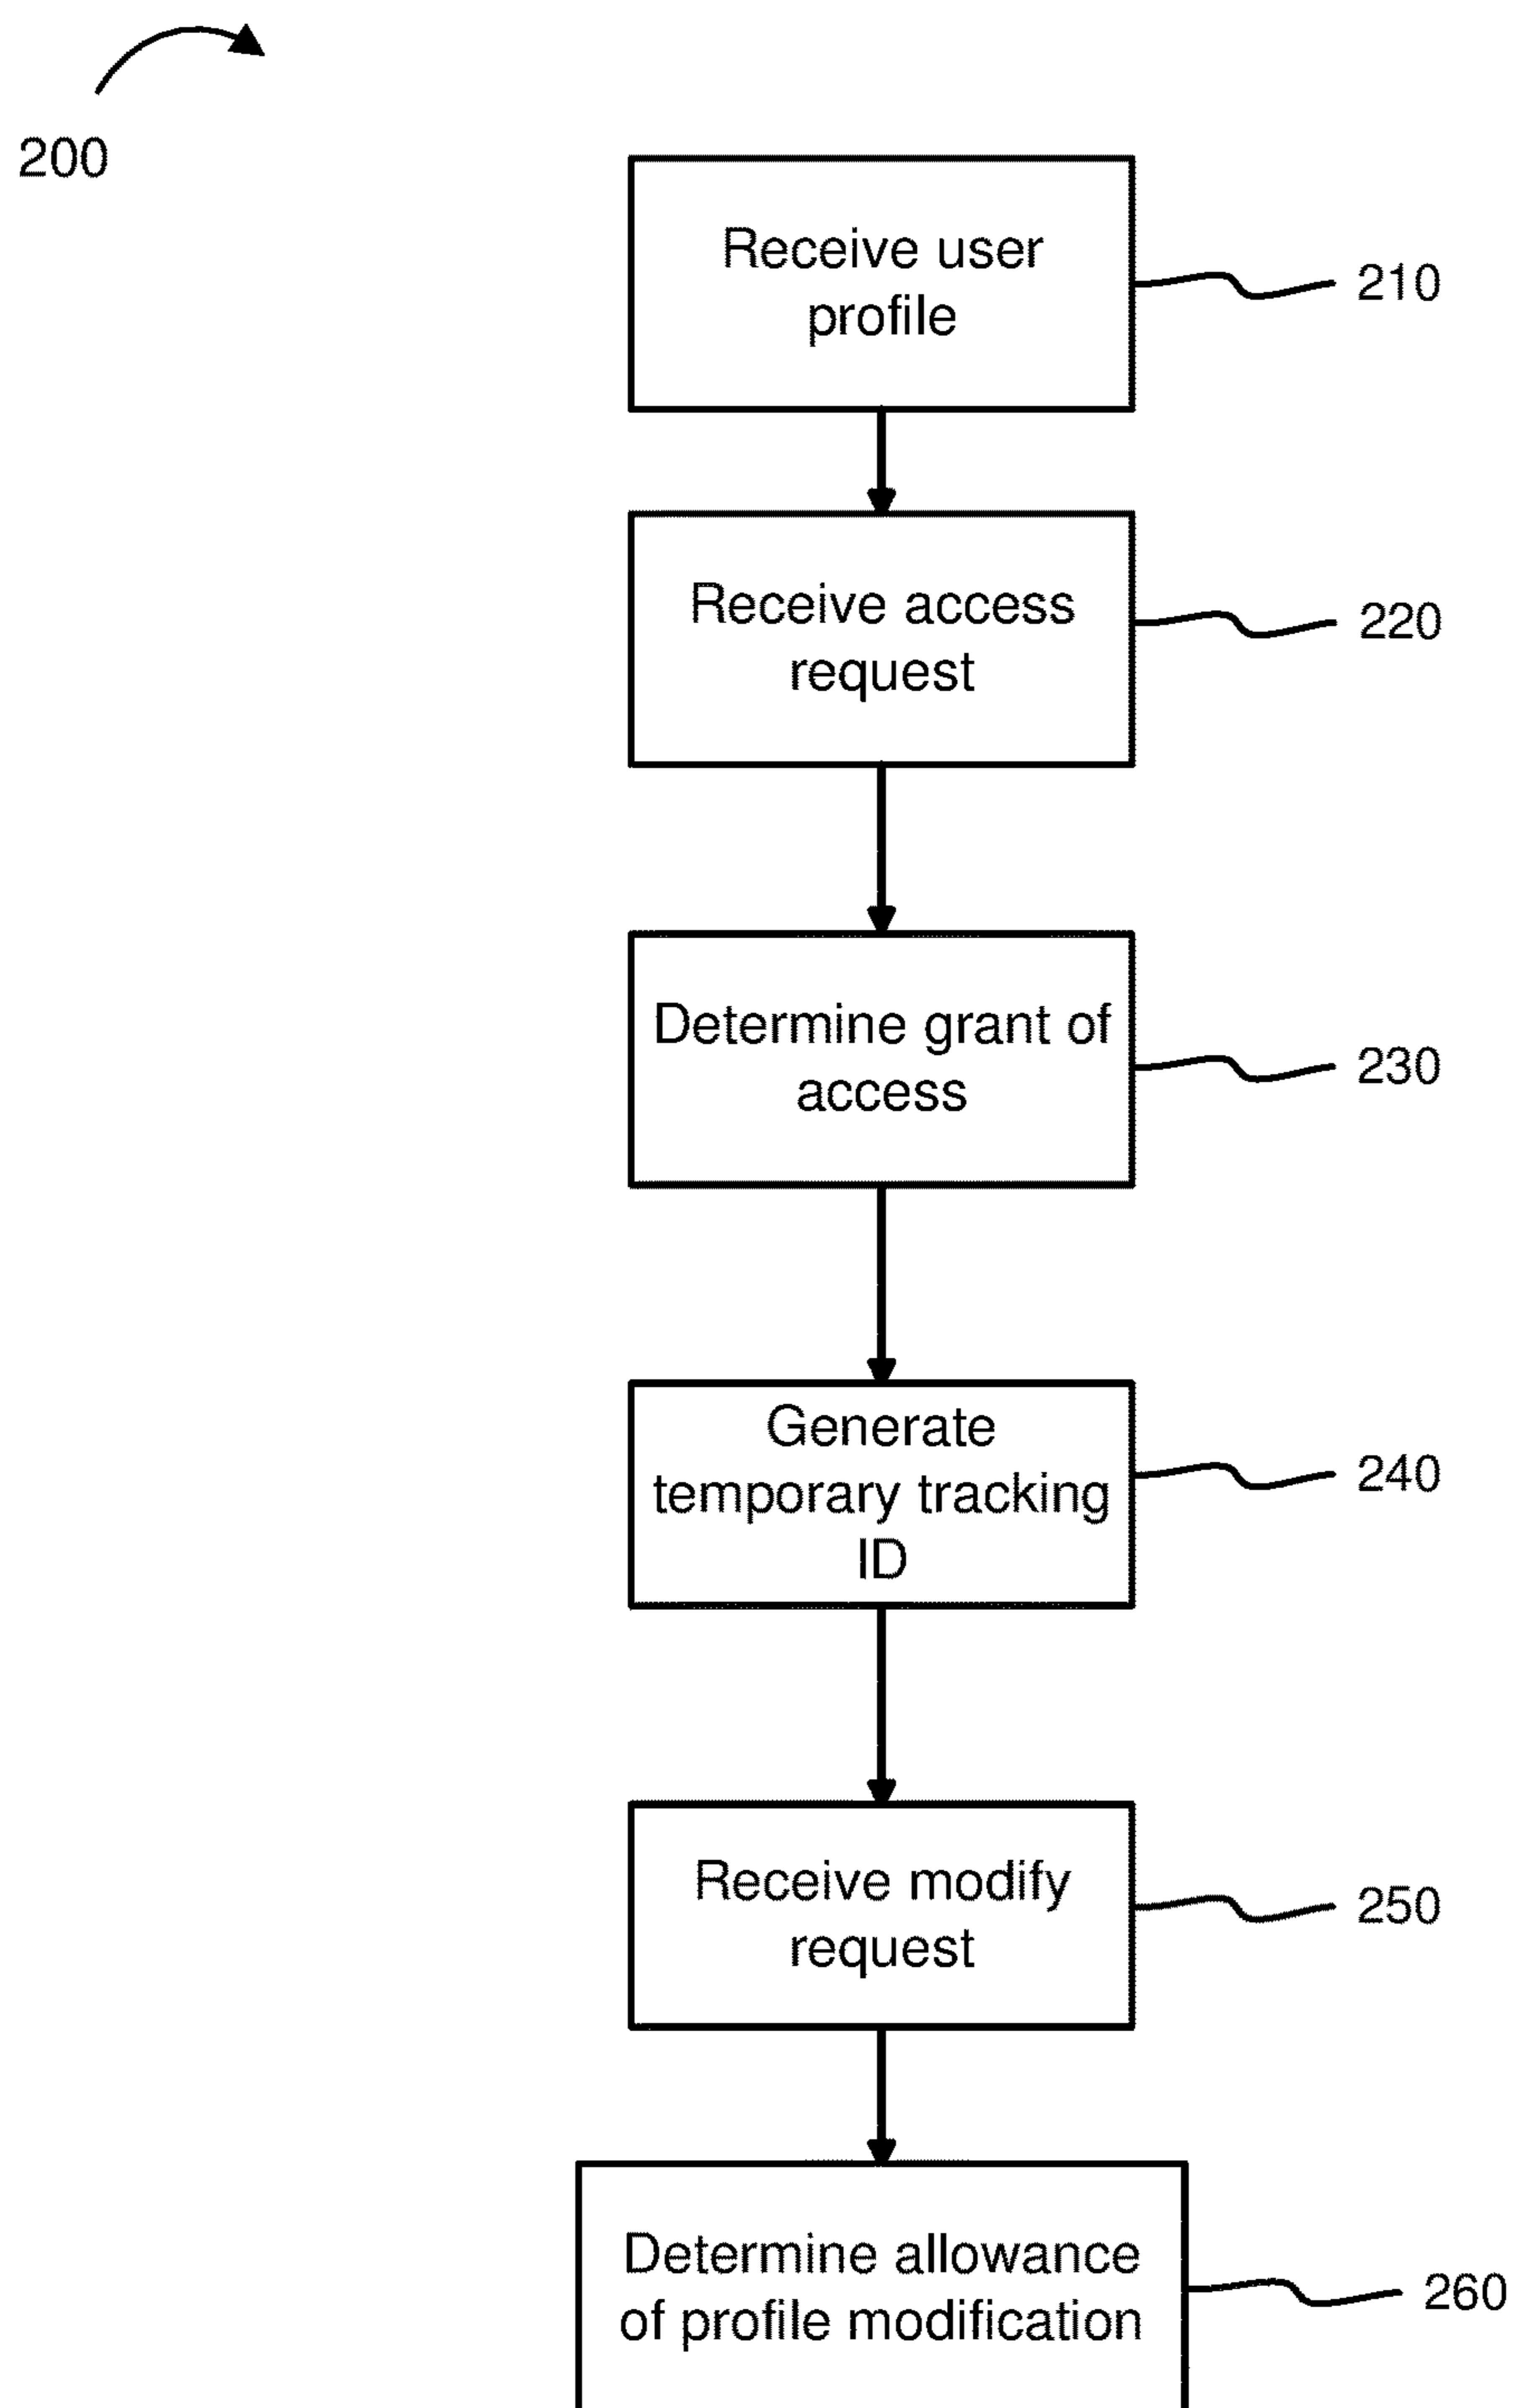 200
Receive user
profile
210
Receive access
request
220
Determine grant of
access
230
Generate
temporary tracking
ID
240
Receive modify
request
250
Determine allowance
of profile modification
260